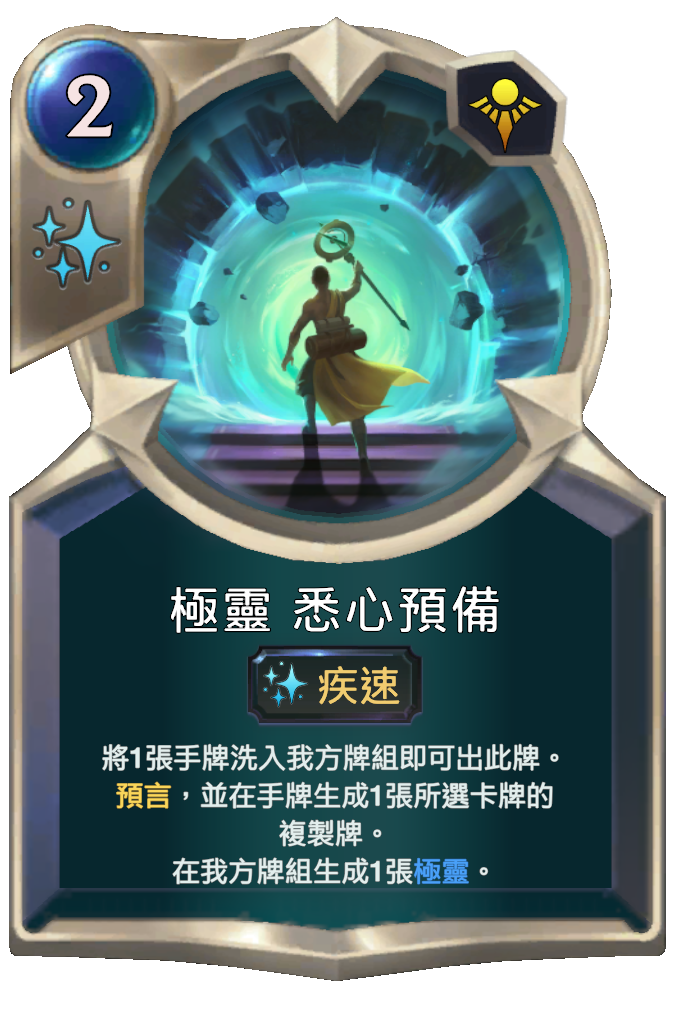 2
極靈 悉心預備
疾速
將1張手牌洗入我方牌組即可出此牌。
預言，並在手牌生成1張所選卡牌的
複製牌。
在我方牌組生成1張極靈。